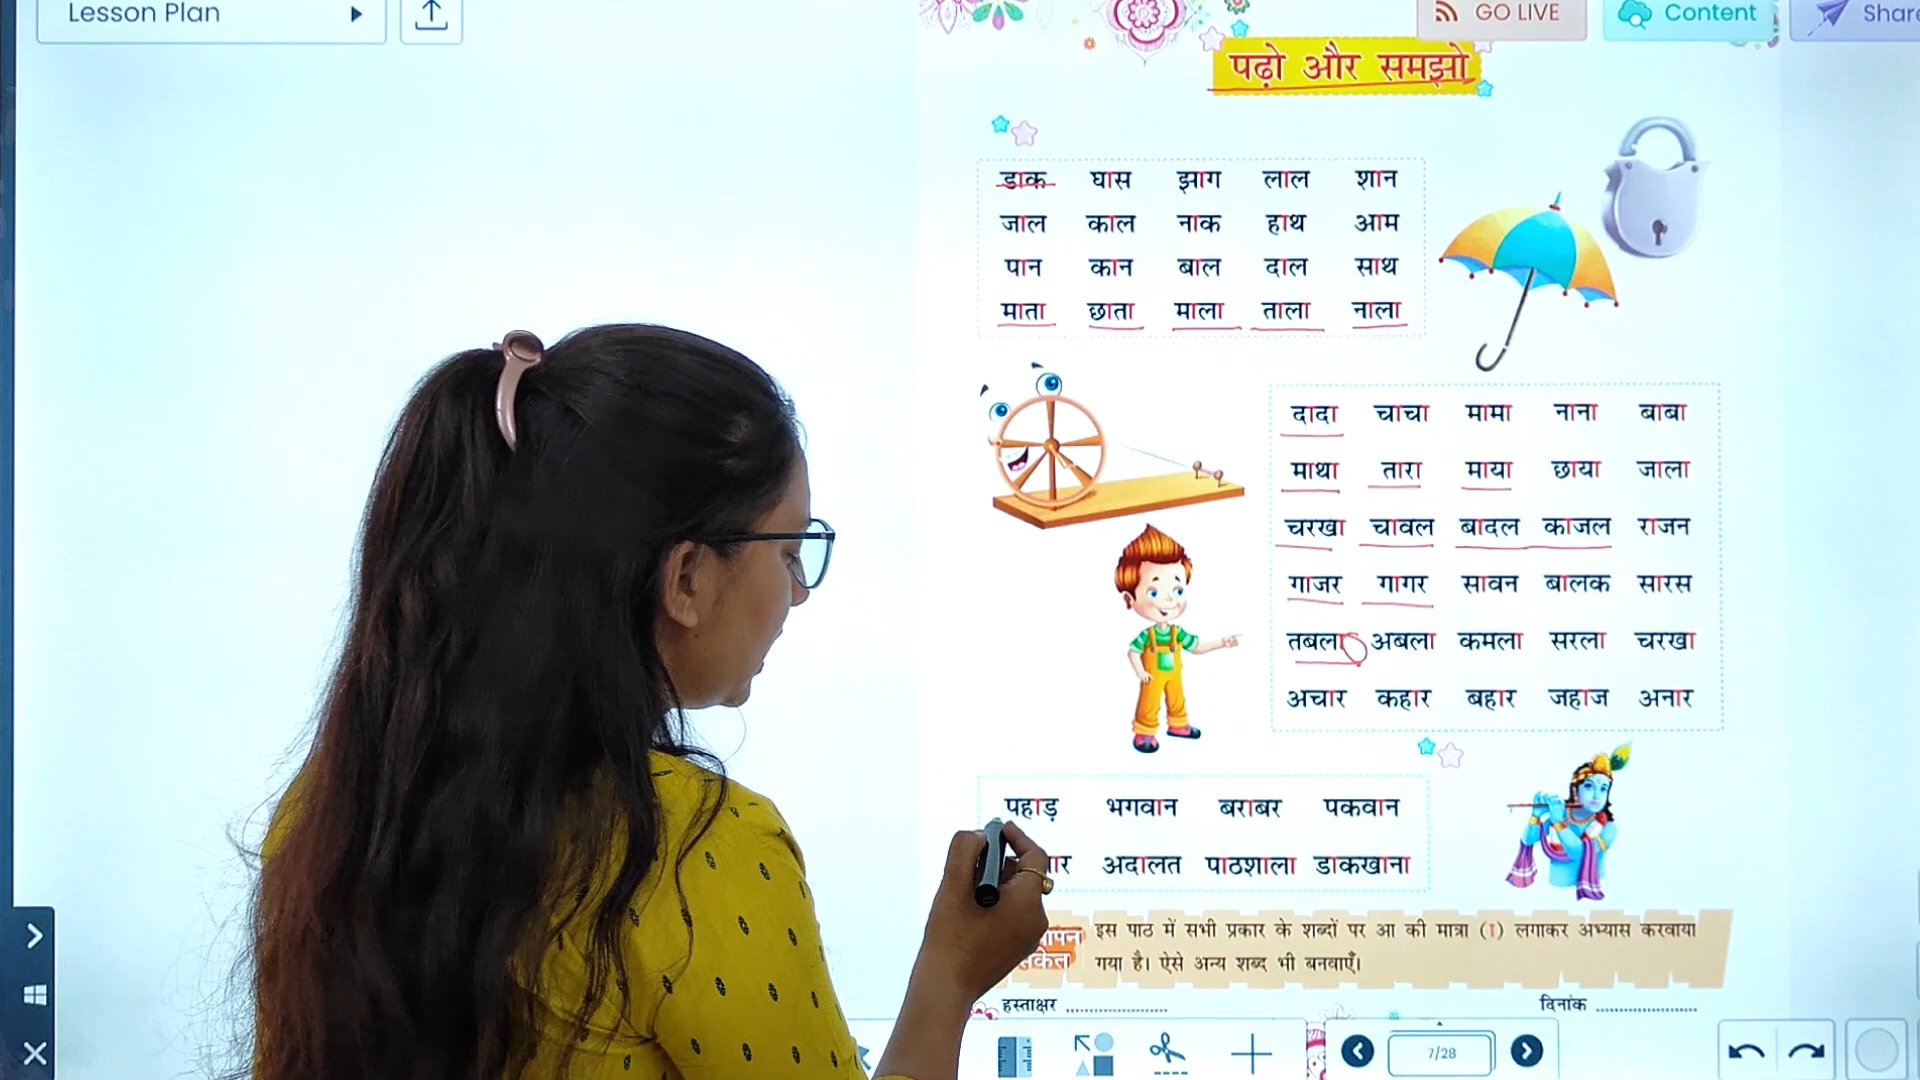 Lesson Plan
GO LIVE
Content
Share
पढ़ो और समझो
डाक घास झाग लाल शान
जाल काल नाक हाथ आम
पान कान बाल दाल साथ
माता छाता माला ताला नाला
दादा चाचा मामा नाना बाबा
माथा तारा माया छाया जाला
चरखा चावल बादल काजल राजन
गाजर गागर सावन बालक सारस
तबला अबला कमला सरला चरखा
अचार कहार बहार जहाज अनार
पहाड़ भगवान बराबर पकवान
अदालत पाठशाला डाकखाना
इस पाठ में सभी प्रकार के शब्दों पर आ की मात्रा (ा) लगाकर अभ्यास करवाया
गया है। ऐसे अन्य शब्द भी बनवाएँ।
हस्ताक्षर .................... दिनांक ....................
7/28